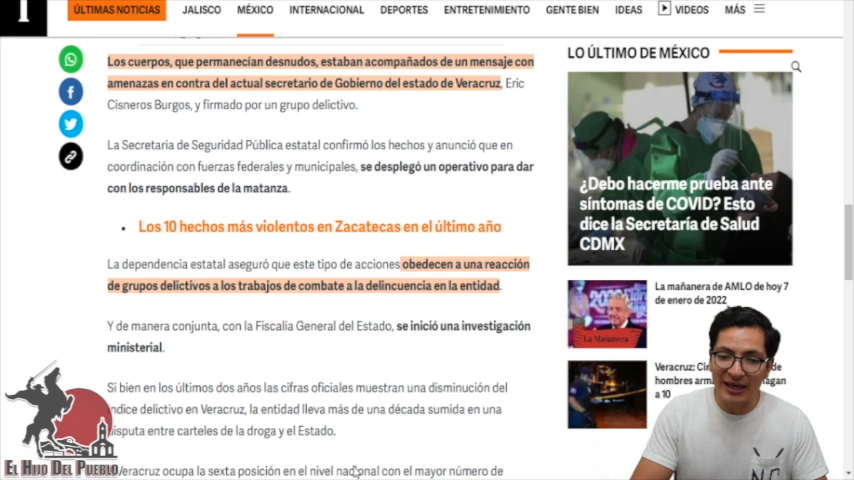 ÚLTIMAS NOTICIAS JALISCO MÉXICO INTERNACIONAL DEPORTES ENTRETENIMIENTO GENTE BIEN IDEAS VIDEOS MÁS
Los cuerpos, que permanecían desnudos, estaban acompañados de un mensaje con
amenazas en contra del actual secretario de Gobierno del estado de Veracruz, Eric
Cisneros Burgos, y firmado por un grupo delictivo.
La Secretaría de Seguridad Pública estatal confirmó los hechos y anunció que en
coordinación con fuerzas federales y municipales, se desplegó un operativo para dar
con los responsables de la matanza.
• Los 10 hechos más violentos en Zacatecas en el último año
La dependencia estatal aseguró que este tipo de acciones obedecen a una reacción
de grupos delictivos a los trabajos de combate a la delincuencia en la entidad.
Y de manera conjunta, con la Fiscalía General del Estado, se inició una investigación
ministerial.
Si bien en los últimos dos años las cifras oficiales muestran una disminución del
índice delictivo en Veracruz, la entidad lleva más de una década sumida en una
disputa entre carteles de la droga y el Estado.
Veracruz ocupa la sexta posición en el nivel nacional con el mayor número de
LO ÚLTIMO DE MÉXICO
¿Debo hacerme prueba ante
síntomas de COVID? Esto
dice la Secretaría de Salud
CDMX
La mañanera de AMLO de hoy 7
de enero de 2022
La Mañanera
Veracruz: de
hombres
a 10
EL HIJO DEL PUEBLO